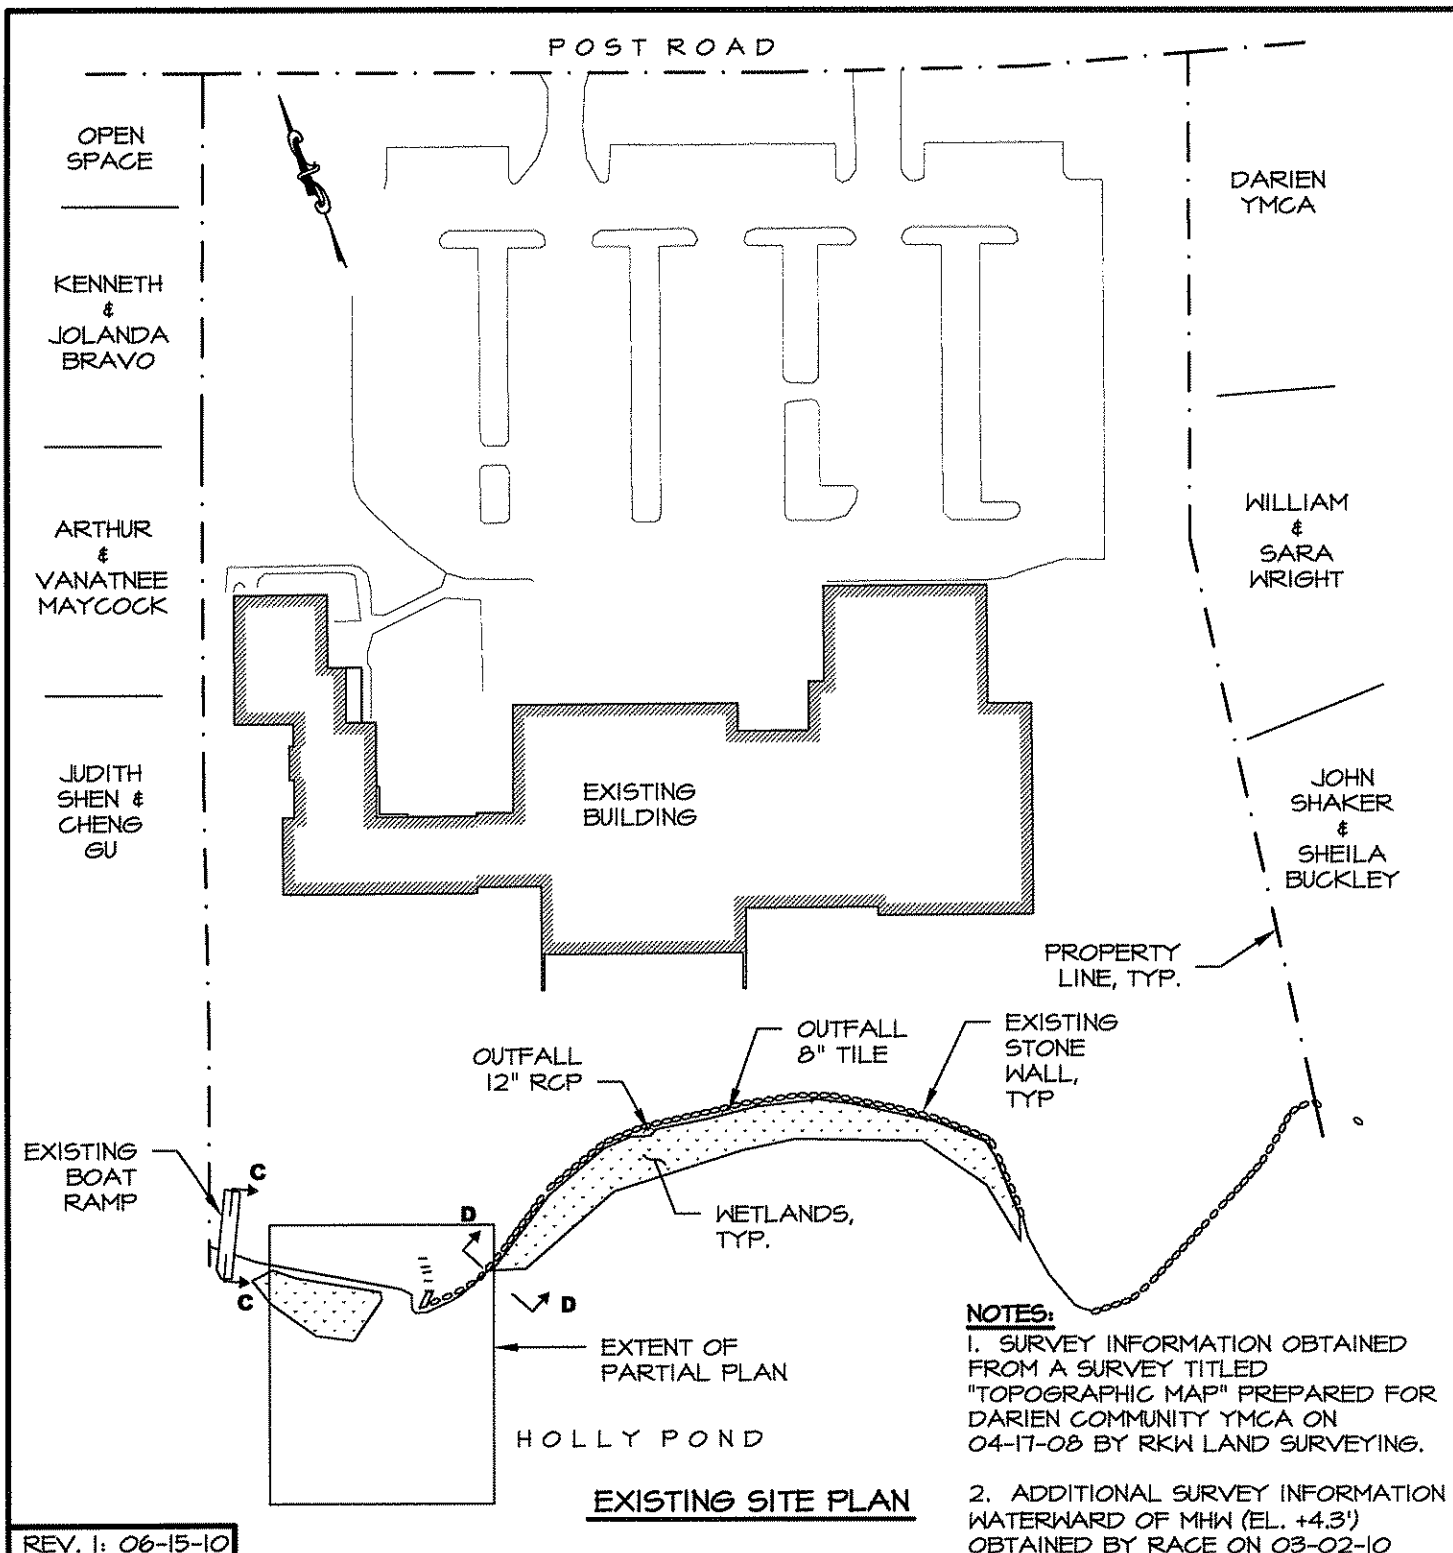 POST ROAD
OPEN
SPACE
DARIEN
YMCA
KENNETH
&
JOLANDA
BRAVO
ARTHUR
&
VANATNEE
MAYCOCK
WILLIAM
&
SARA
WRIGHT
JUDITH
SHEN &
CHENG
GU
EXISTING
BUILDING
JOHN
SHAKER
&
SHEILA
BUCKLEY
PROPERTY
LINE, TYP.
OUTFALL
12" RCP
OUTFALL
8" TILE
EXISTING
STONE
WALL,
TYP
EXISTING
BOAT
RAMP
C
D
WETLANDS,
TYP.
C
D
EXTENT OF
PARTIAL PLAN
HOLLY POND
EXISTING SITE PLAN
NOTES:
1. SURVEY INFORMATION OBTAINED
FROM A SURVEY TITLED
"TOPOGRAPHIC MAP" PREPARED FOR
DARIEN COMMUNITY YMCA ON
04-17-08 BY RKW LAND SURVEYING.
2. ADDITIONAL SURVEY INFORMATION
WATERWARD OF MHW (EL. +4.3')
OBTAINED BY RACE ON 03-02-10
REV. 1: 06-15-10